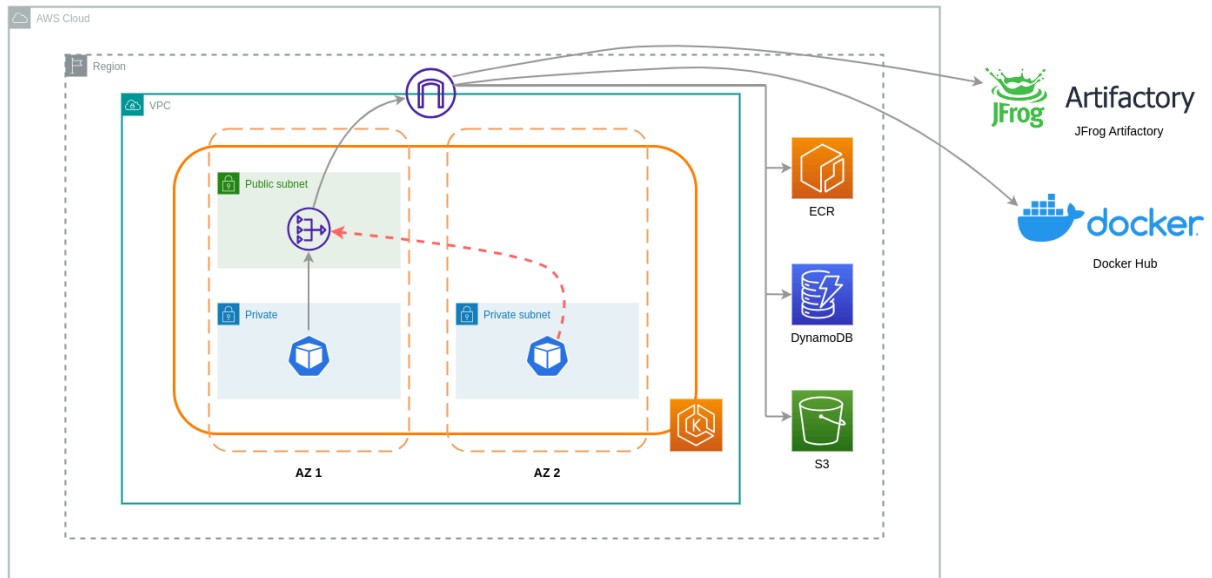 AWS Cloud
Region
VPC
Public subnet
Private
Private subnet
K
AZ 1
AZ 2
ECR
DynamoDB
S3
JFrog
Artifactory
JFrog Artifactory
docker
Docker Hub